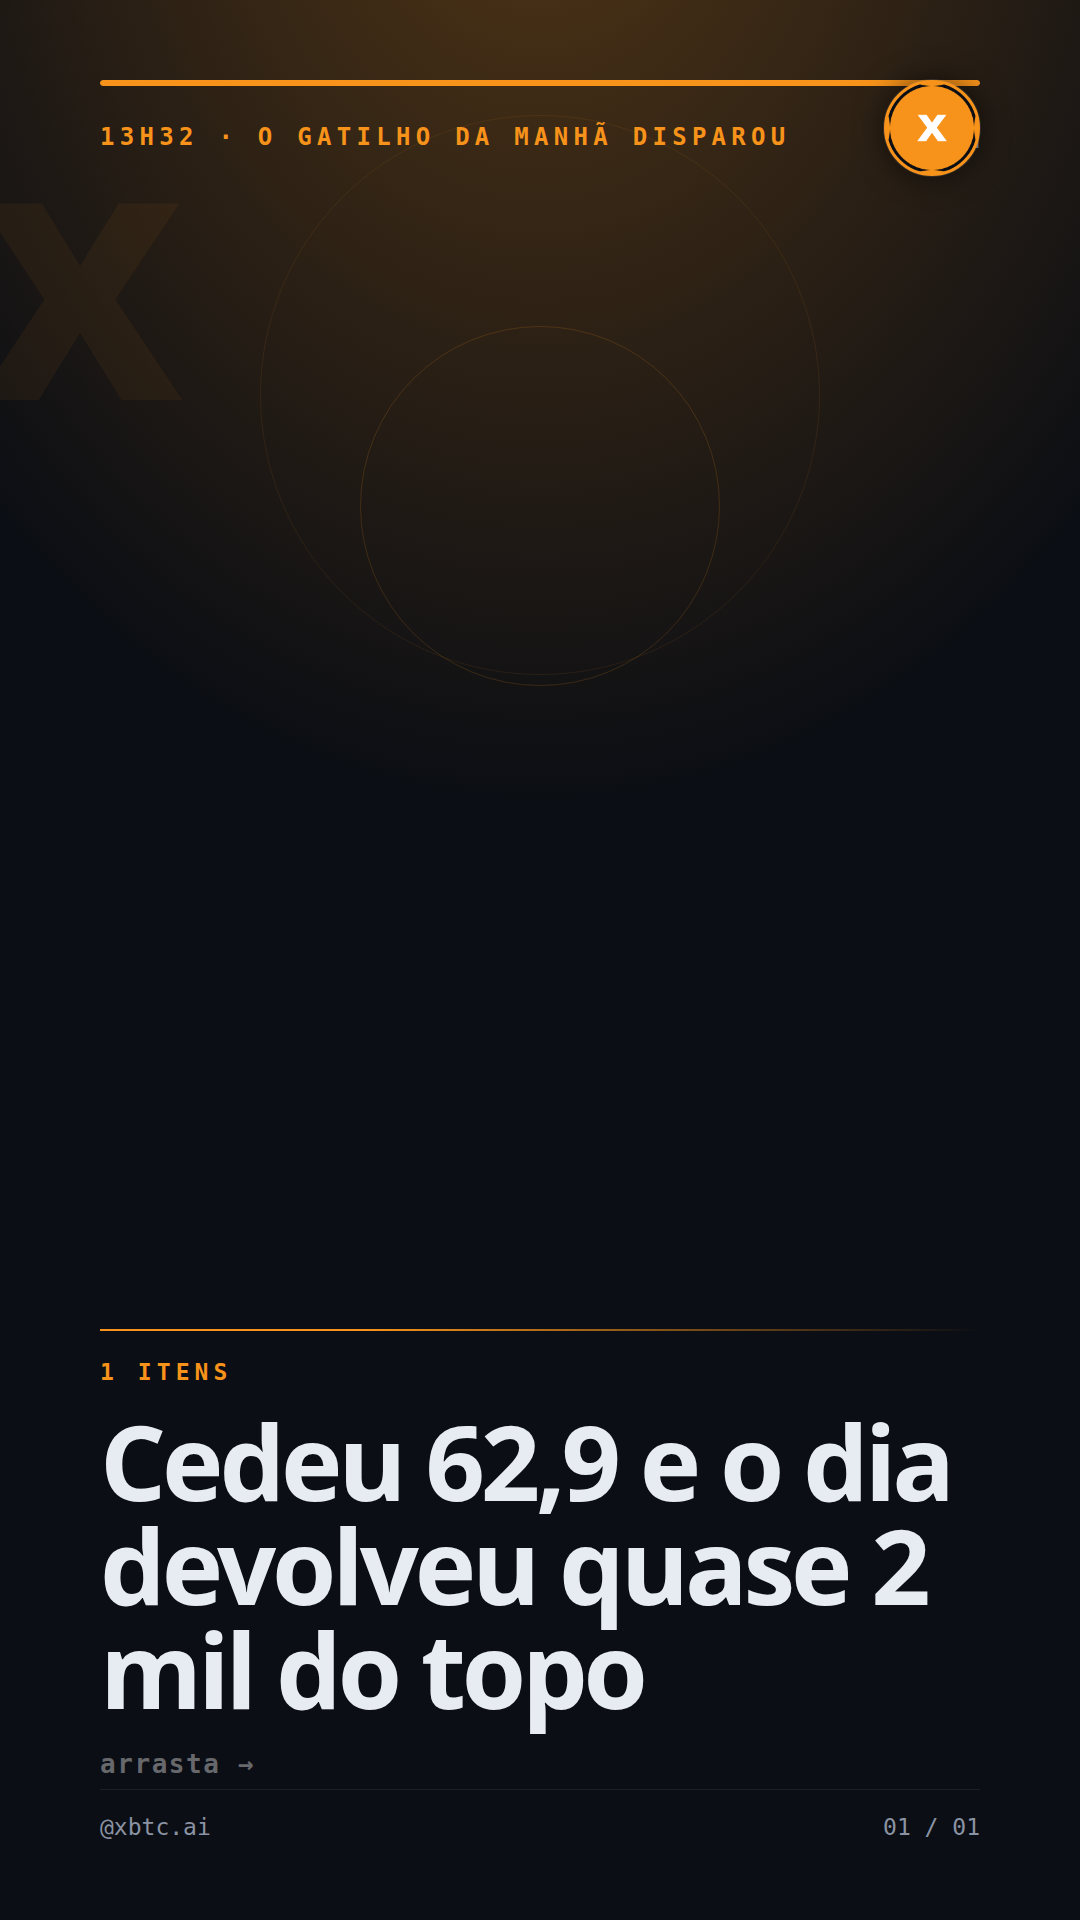 13H32 · O GATILHO DA MANHÃ DISPAROU
X
X
1 ITENS
Cedeu 62,9 e o dia
devolveu quase 2
mil do topo
arrasta →
@xbtc.ai
01 / 01